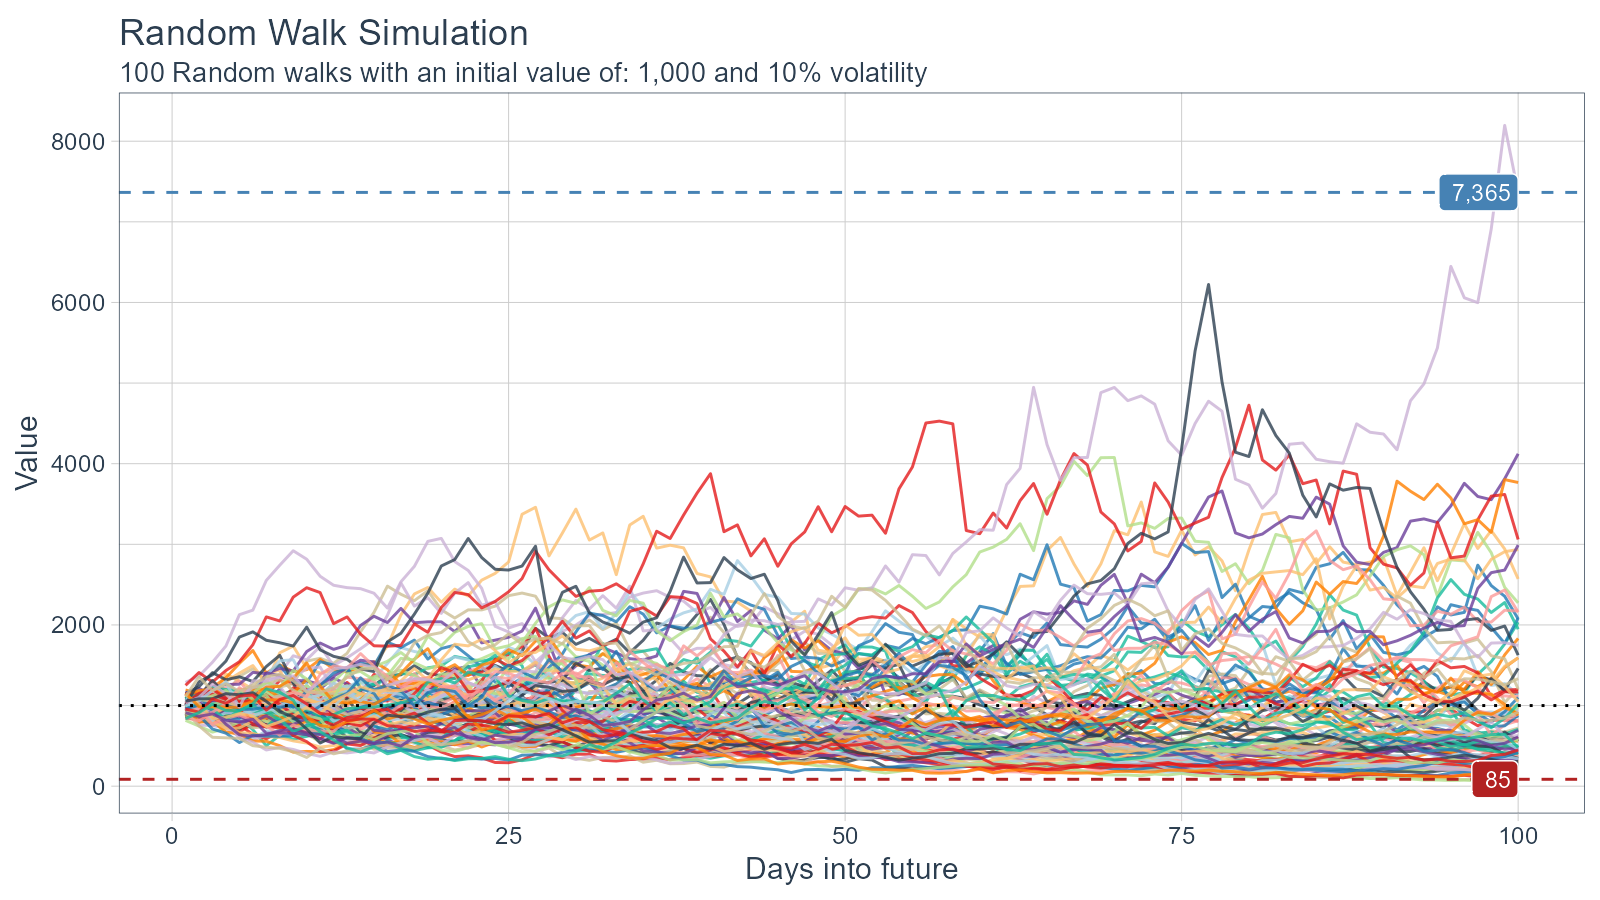 Random Walk Simulation
100 Random walks with an initial value of: 1,000 and 10% volatility
8000
7,365
6000
Value
4000
2000
85
0
0 25 50 75 100
Days into future